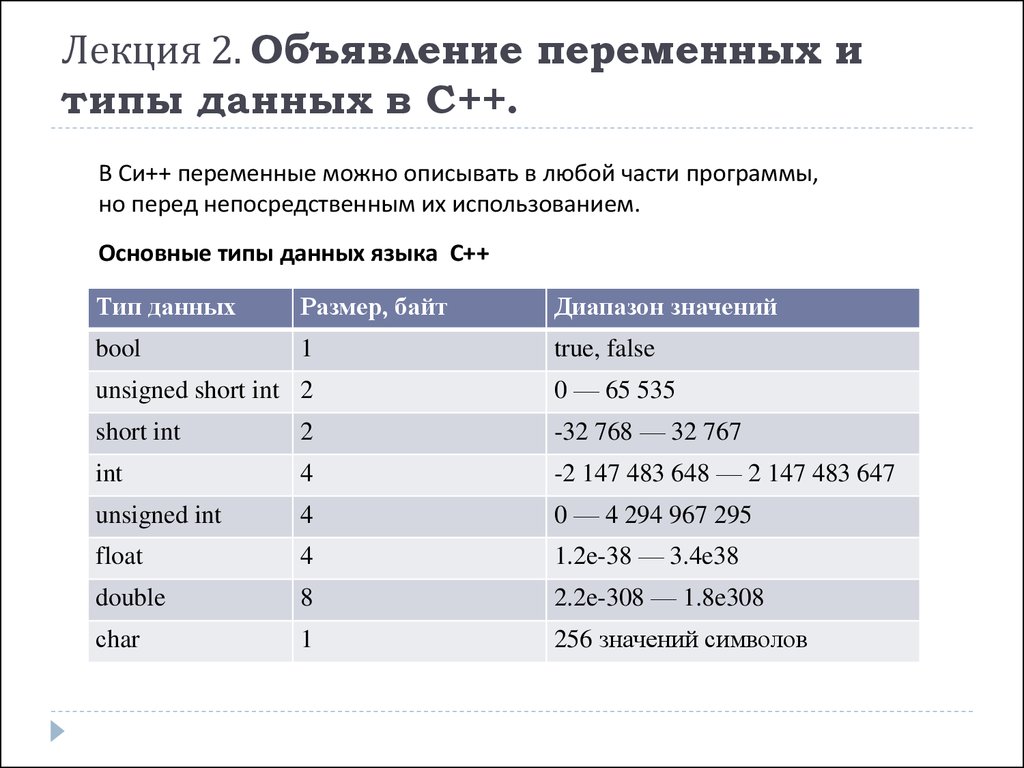 Лекция 2. Объявление переменных и
типы данных в C++.
В Си++ переменные можно описывать в любой части программы,
но перед непосредственным их использованием.
Основные типы данных языка C++
Тип данных Размер, байт Диапазон значений
bool 1 true, false
unsigned short int 2 0 — 65 535
short int 2 -32 768 — 32 767
int 4 -2 147 483 648 — 2 147 483 647
unsigned int 4 0 — 4 294 967 295
float 4 1.2e-38 — 3.4e38
double 8 2.2e-308 — 1.8e308
char 1 256 значений символов